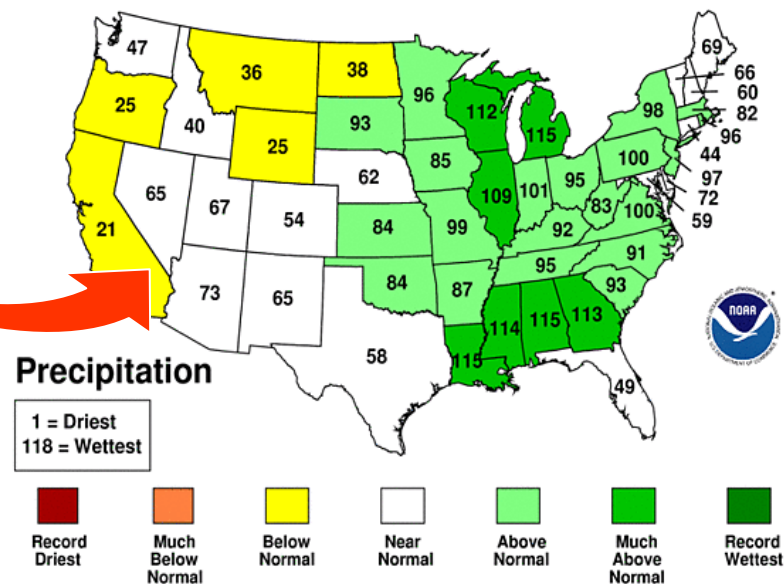 47
36
38
96
69
66
60
82
96
44
97
72
59
25
40
25
93
112
115
98
65
67
54
62
85
109
101
95
100
21
84
99
92
83
100
73
65
84
87
95
91
93
58
115
114
115
113
49
NOAA
Precipitation
1 = Driest
118 = Wettest
Record
Driest
Much
Below
Normal
Below
Normal
Near
Normal
Above
Normal
Much
Above
Normal
Record
Wettest